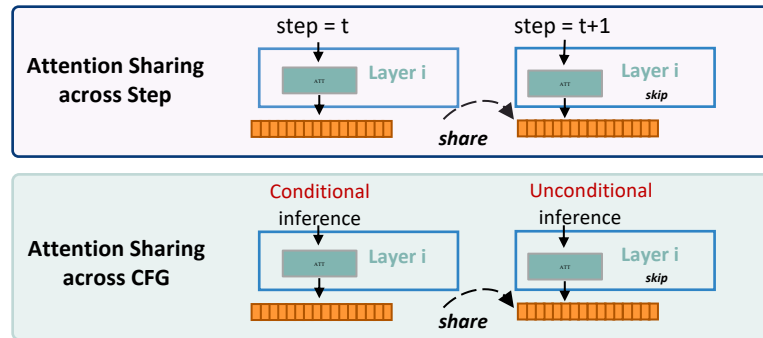 step = t
step = t+1
Attention Sharing
across Step
ATT
Layer i
ATT
Layer i
skip
share
Conditional
inference
Unconditional
inference
Attention Sharing
across CFG
ATT
Layer i
ATT
Layer i
skip
share